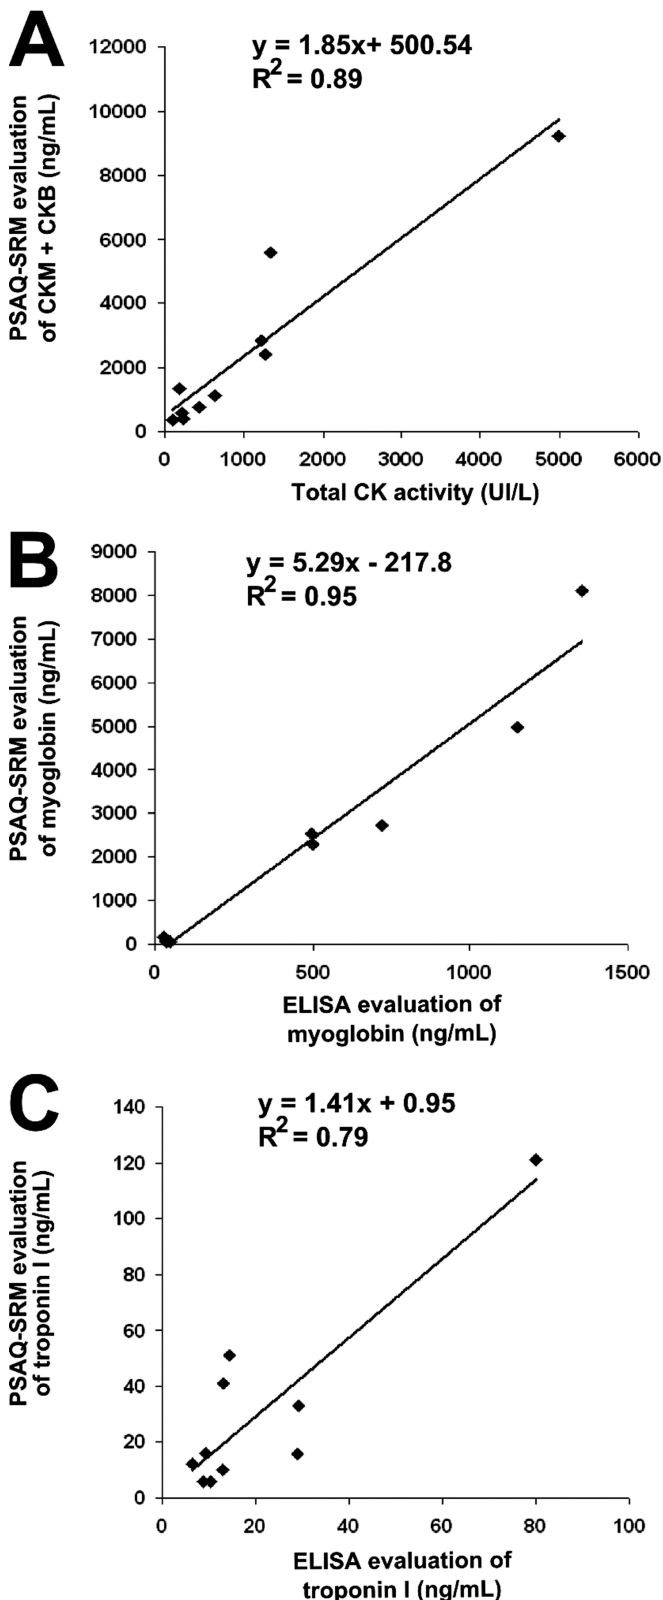 A
y = 1.85x+ 500.54
R2 = 0.89
PSAQ-SRM evaluation
of CKM + CKB (ng/mL)
12000
10000
8000
6000
4000
2000
0
0 1000 2000 3000 4000 5000 6000
Total CK activity (UI/L)
B
y = 5.29x - 217.8
R2 = 0.95
PSAQ-SRM evaluation
of myoglobin (ng/mL)
9000
8000
7000
6000
5000
4000
3000
2000
1000
0
0 500 1000 1500
ELISA evaluation of
myoglobin (ng/mL)
C
y = 1.41x + 0.95
R2 = 0.79
PSAQ-SRM evaluation
of troponin I (ng/mL)
140
120
100
80
60
40
20
0
0 20 40 60 80 100
ELISA evaluation of
troponin I (ng/mL)